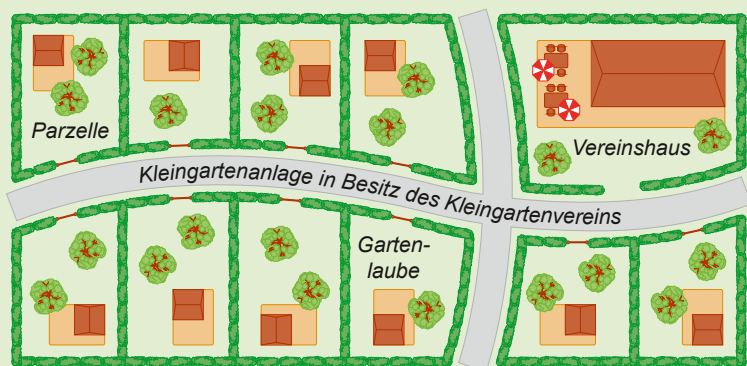 Parzelle
Vereinshaus
Kleingartenanlage in Besitz des Kleingartenvereins
Garten-
laube